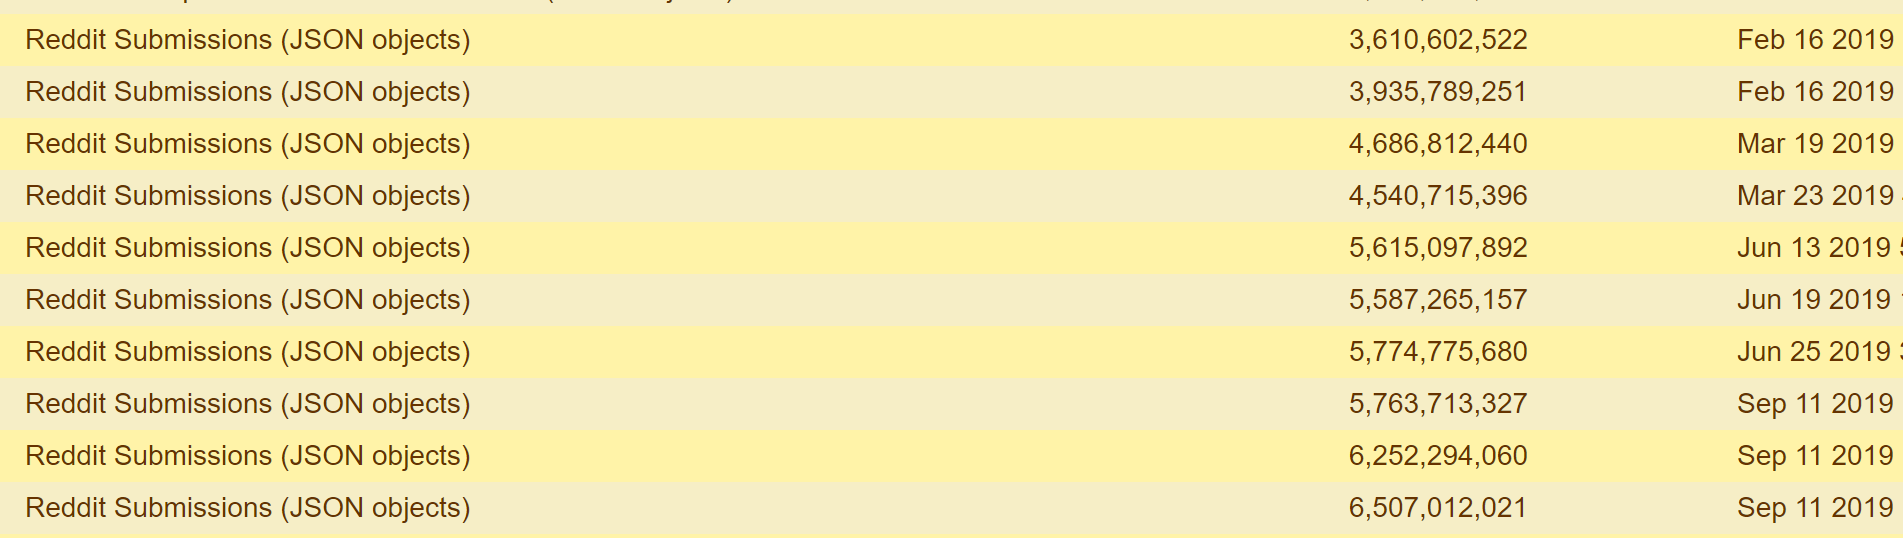 Reddit Submissions (JSON objects) 3,610,602,522 Feb 16 2019
Reddit Submissions (JSON objects) 3,935,789,251 Feb 16 2019
Reddit Submissions (JSON objects) 4,686,812,440 Mar 19 2019
Reddit Submissions (JSON objects) 4,540,715,396 Mar 23 2019
Reddit Submissions (JSON objects) 5,615,097,892 Jun 13 2019
Reddit Submissions (JSON objects) 5,587,265,157 Jun 19 2019
Reddit Submissions (JSON objects) 5,774,775,680 Jun 25 2019
Reddit Submissions (JSON objects) 5,763,713,327 Sep 11 2019
Reddit Submissions (JSON objects) 6,252,294,060 Sep 11 2019
Reddit Submissions (JSON objects) 6,507,012,021 Sep 11 2019